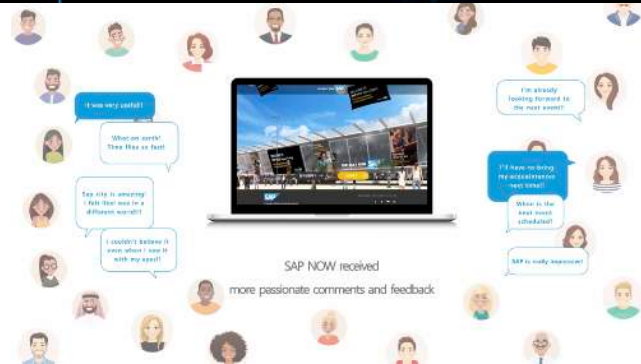 It was very useful!!
What on earth!
Time flies so fast!
Sap city is amazing!
I felt like I was in a
different world!!
I couldn't believe it
even when I saw it
with my eyes!!
I'm already
looking forward to
the next event!!
I'll have to bring
my
next time!!
When is the
next event
scheduled?
SAP is really impressive!
SAP
SAP NOW received
more passionate comments and feedback